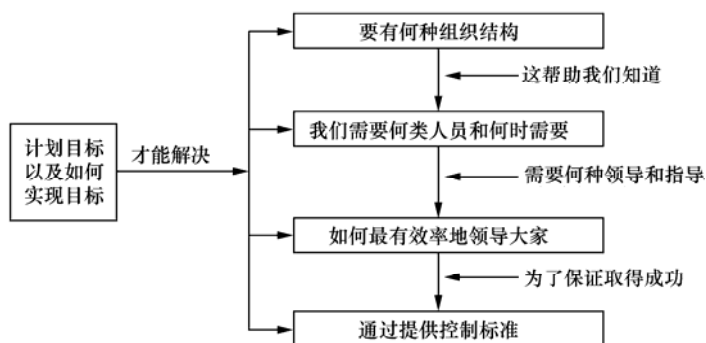 要有何种组织结构
这帮助我们知道
计划目标
以及如何
实现目标
才能解决
我们需要何类人员和何时需要
需要何种领导和指导
如何最有效率地领导大家
为了保证取得成功
通过提供控制标准